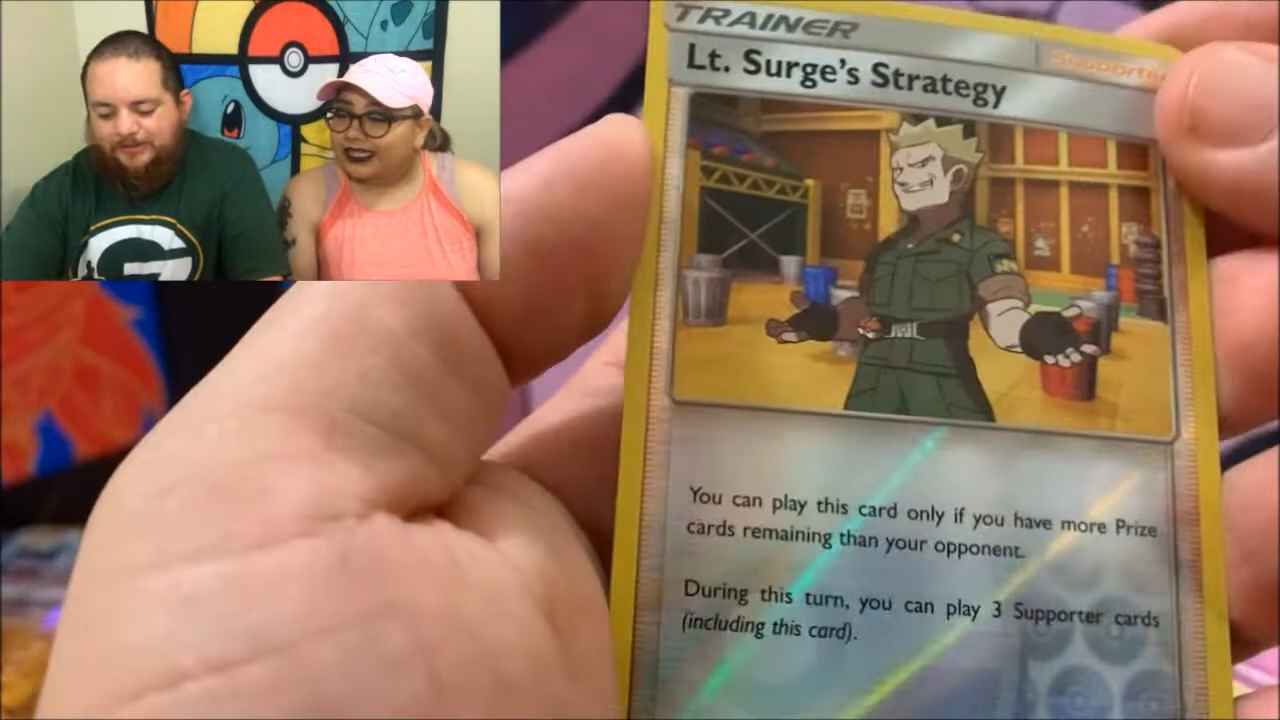 TRAINER
Supporter
Lt. Surge's Strategy
G
You can play this card only if you have more Prize
cards remaining than your opponent.
During this turn, you can play 3 Supporter cards
(including this card).